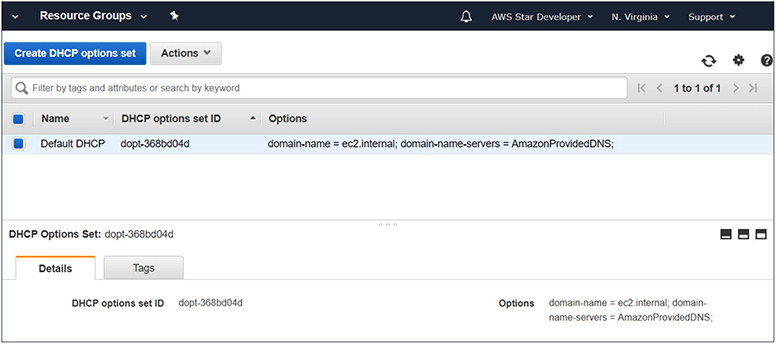 Resource Groups AWS Star Developer N. Virginia Support
Create DHCP options set Actions
Filter by tags and attributes or search by keyword 1 to 1 of 1
Name DHCP options set ID Options
Default DHCP dopt-368bd04d domain-name = ec2.internal; domain-name-servers = AmazonProvidedDNS;
DHCP Options Set: dopt-368bd04d
Details Tags
DHCP options set ID dopt-368bd04d Options domain-name = ec2.internal; domain-
name-servers = AmazonProvidedDNS;